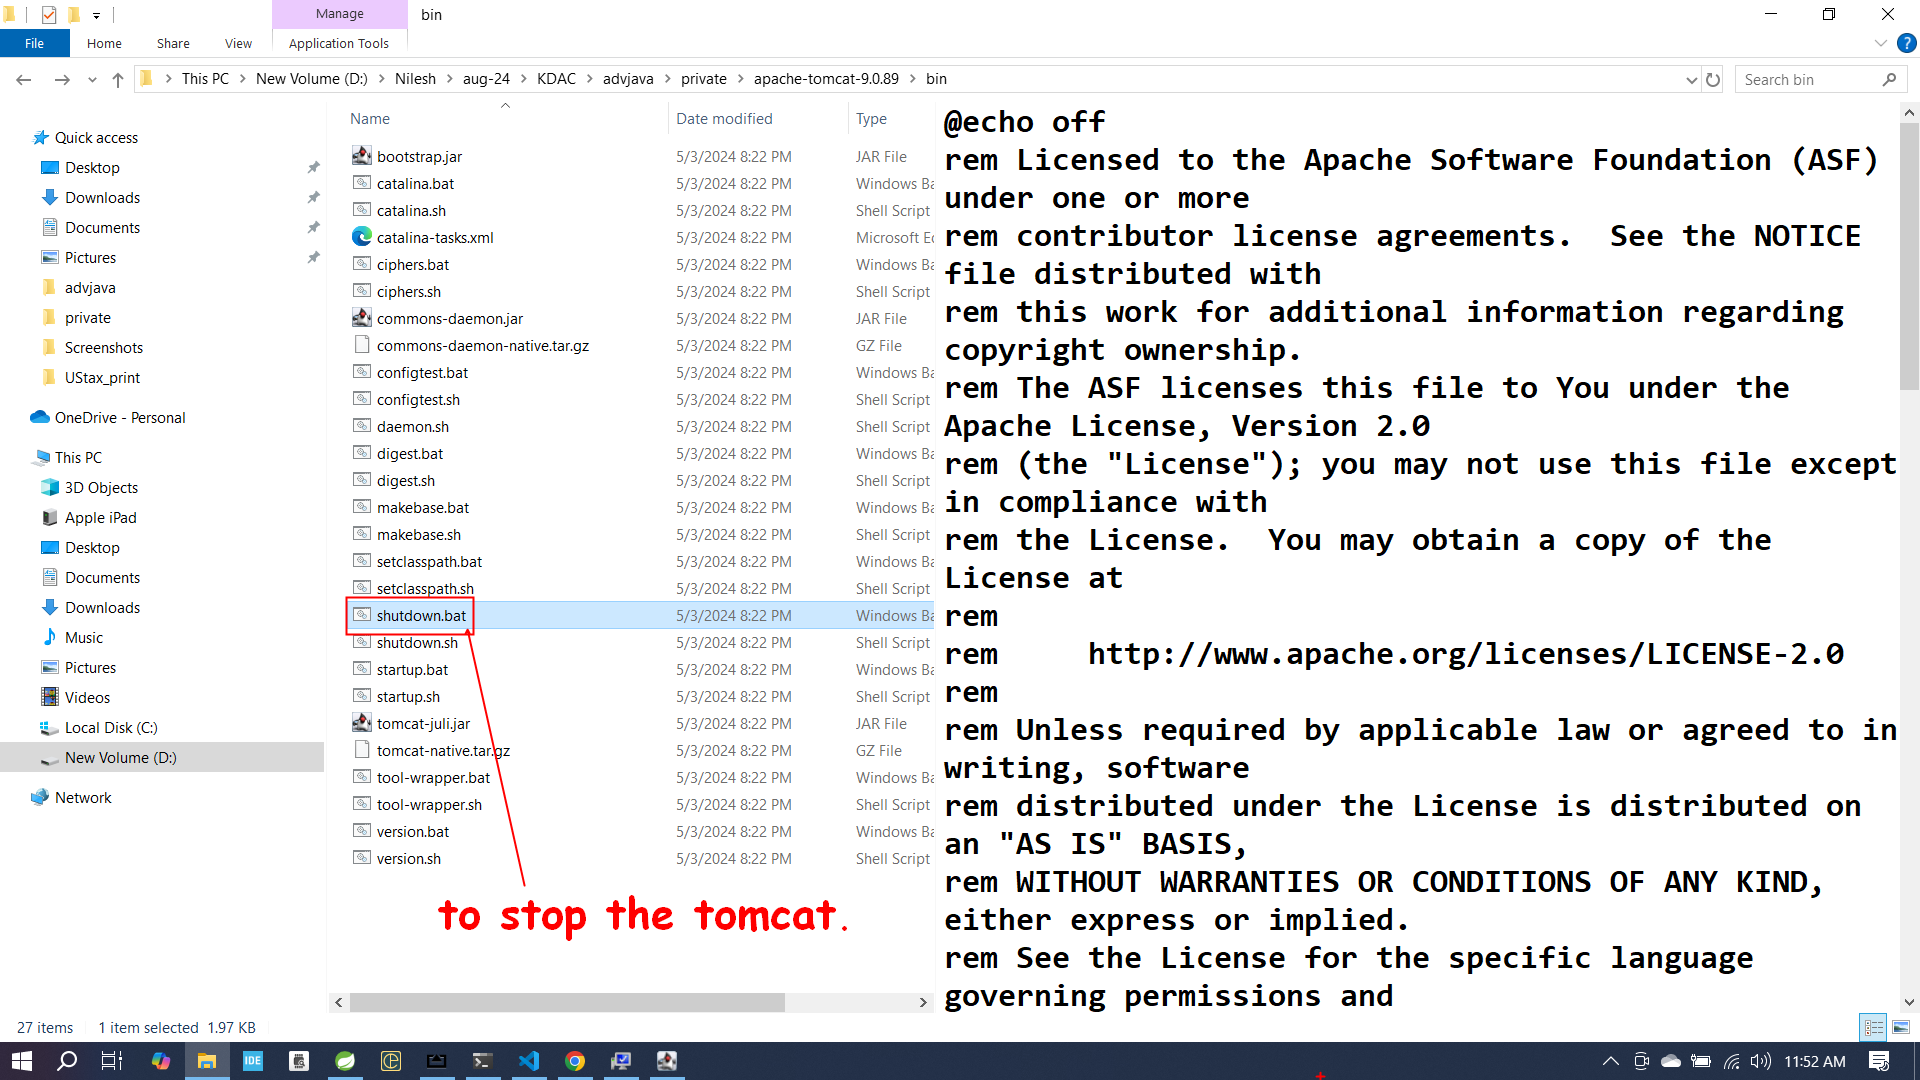 Manage
bin
File
Home
Share
View
Application Tools
This PC
New Volume (D:)
Nilesh
aug-24
KDAC
advjava
private
apache-tomcat-9.0.89
bin
Search bin
Quick access
Desktop
Downloads
Documents
Pictures
advjava
private
Screenshots
UStax_print
OneDrive - Personal
This PC
3D Objects
Apple iPad
Desktop
Documents
Downloads
Music
Pictures
Videos
Local Disk (C:)
New Volume (D:)
Network
Name Date modified Type
bootstrap.jar 5/3/2024 8:22 PM JAR File
catalina.bat 5/3/2024 8:22 PM Windows Ba
catalina.sh 5/3/2024 8:22 PM Shell Script
catalina-tasks.xml 5/3/2024 8:22 PM Microsoft Ed
ciphers.bat 5/3/2024 8:22 PM Windows Ba
ciphers.sh 5/3/2024 8:22 PM Shell Script
commons-daemon.jar 5/3/2024 8:22 PM JAR File
commons-daemon-native.tar.gz 5/3/2024 8:22 PM GZ File
configtest.bat 5/3/2024 8:22 PM Windows Ba
configtest.sh 5/3/2024 8:22 PM Shell Script
daemon.sh 5/3/2024 8:22 PM Shell Script
digest.bat 5/3/2024 8:22 PM Windows Ba
digest.sh 5/3/2024 8:22 PM Shell Script
makebase.bat 5/3/2024 8:22 PM Windows Ba
makebase.sh 5/3/2024 8:22 PM Shell Script
setclasspath.bat 5/3/2024 8:22 PM Windows Ba
setclasspath.sh 5/3/2024 8:22 PM Shell Script
shutdown.bat 5/3/2024 8:22 PM Windows Ba
shutdown.sh 5/3/2024 8:22 PM Shell Script
startup.bat 5/3/2024 8:22 PM Windows Ba
startup.sh 5/3/2024 8:22 PM Shell Script
tomcat-juli.jar 5/3/2024 8:22 PM JAR File
tomcat-native.tar.gz 5/3/2024 8:22 PM GZ File
tool-wrapper.bat 5/3/2024 8:22 PM Windows Ba
tool-wrapper.sh 5/3/2024 8:22 PM Shell Script
version.bat 5/3/2024 8:22 PM Windows Ba
version.sh 5/3/2024 8:22 PM Shell Script
to stop the tomcat.
@echo off
rem Licensed to the Apache Software Foundation (ASF)
under one or more
rem contributor license agreements.  See the NOTICE
file distributed with
rem this work for additional information regarding
copyright ownership.
rem The ASF licenses this file to You under the
Apache License, Version 2.0
rem (the "License"); you may not use this file except
in compliance with
rem the License.  You may obtain a copy of the
License at
rem
rem     http://www.apache.org/licenses/LICENSE-2.0
rem
rem Unless required by applicable law or agreed to in
writing, software
rem distributed under the License is distributed on
an "AS IS" BASIS,
rem WITHOUT WARRANTIES OR CONDITIONS OF ANY KIND,
either express or implied.
rem See the License for the specific language
governing permissions and
27 items 1 item selected 1.97 KB
IDE
11:52 AM